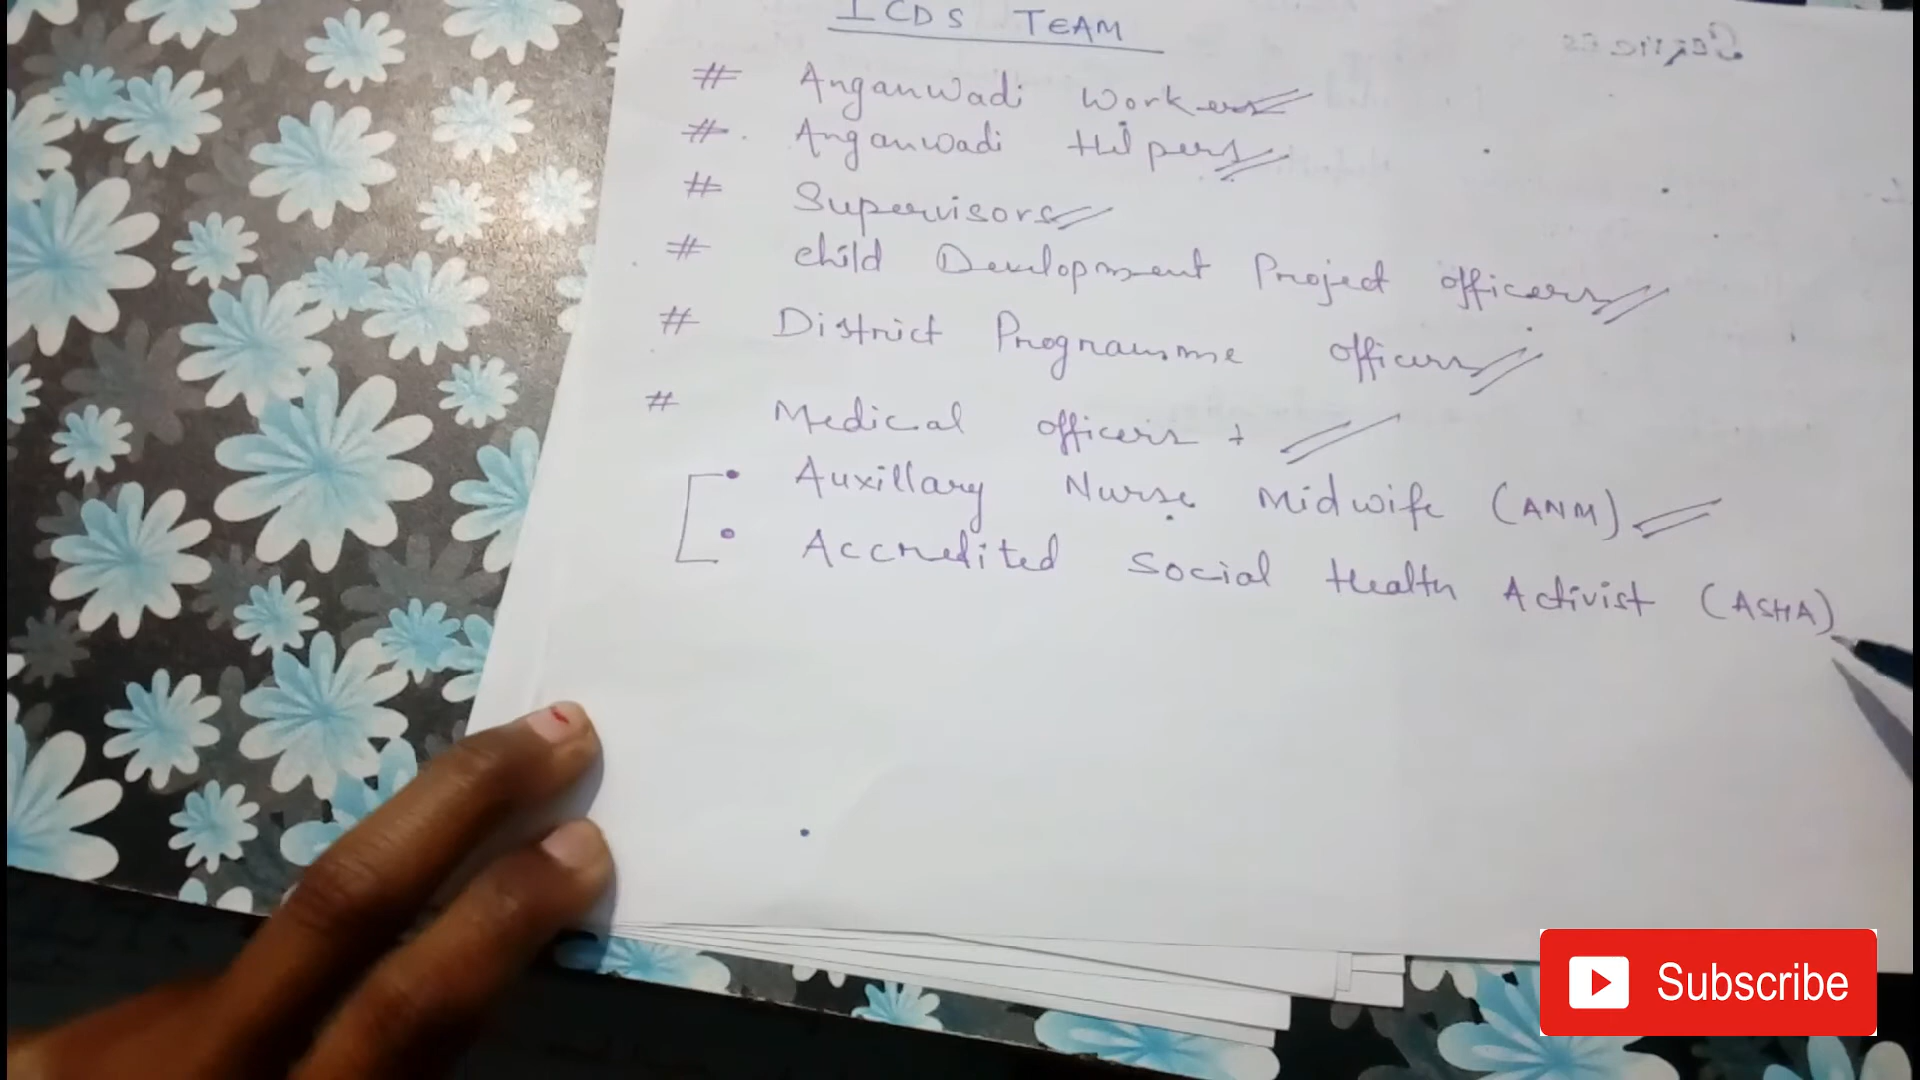 ICDS TEAM
# Anganwadi Workers
# Anganwadi Helpers
# Supervisors
# Child Development Project officers
# District Programme officers
# Medical officers +
• Auxillary Nurse Midwife (ANM)
• Accredited Social Health Activist (ASHA)
Subscribe